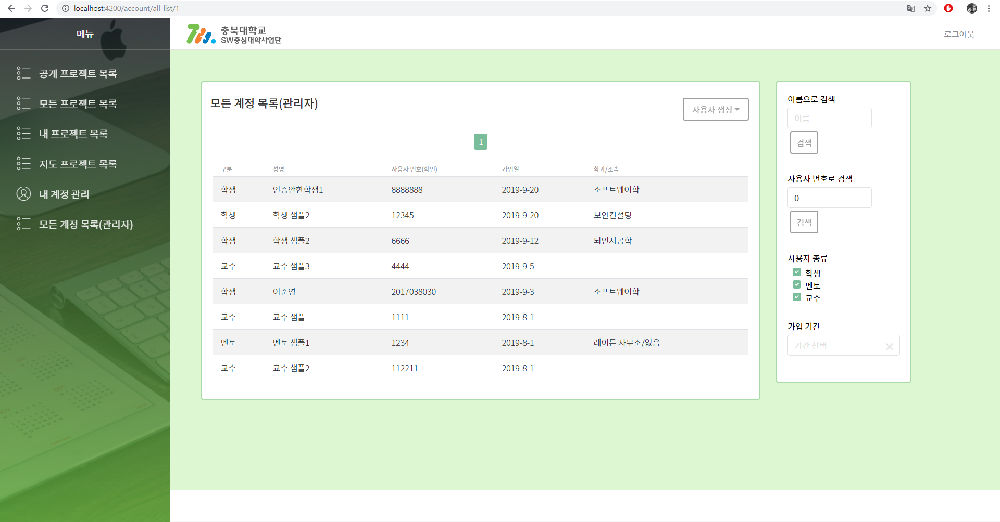 localhost:4200/account/all-list/1
메뉴
충북대학교
SW중심대학사업단
로그아웃
공개 프로젝트 목록
모든 프로젝트 목록
내 프로젝트 목록
지도 프로젝트 목록
내 계정 관리
모든 계정 목록(관리자)
모든 계정 목록(관리자)
사용자 생성
1
구분 성명 사용자 번호(학번) 가입일 학과/소속
학생 인증안한학생1 8888888 2019-9-20 소프트웨어학
학생 학생 샘플2 12345 2019-9-20 보안컨설팅
학생 학생 샘플2 6666 2019-9-12 뇌인지공학
교수 교수 샘플3 4444 2019-9-5
학생 이준영 2017038030 2019-9-3 소프트웨어학
교수 교수 샘플 1111 2019-8-1
멘토 멘토 샘플1 1234 2019-8-1 레이튼 사무소/없음
교수 교수 샘플2 112211 2019-8-1
이름으로 검색
이름
검색
사용자 번호로 검색
0
검색
사용자 종류
학생
멘토
교수
가입 기간
기간 선택